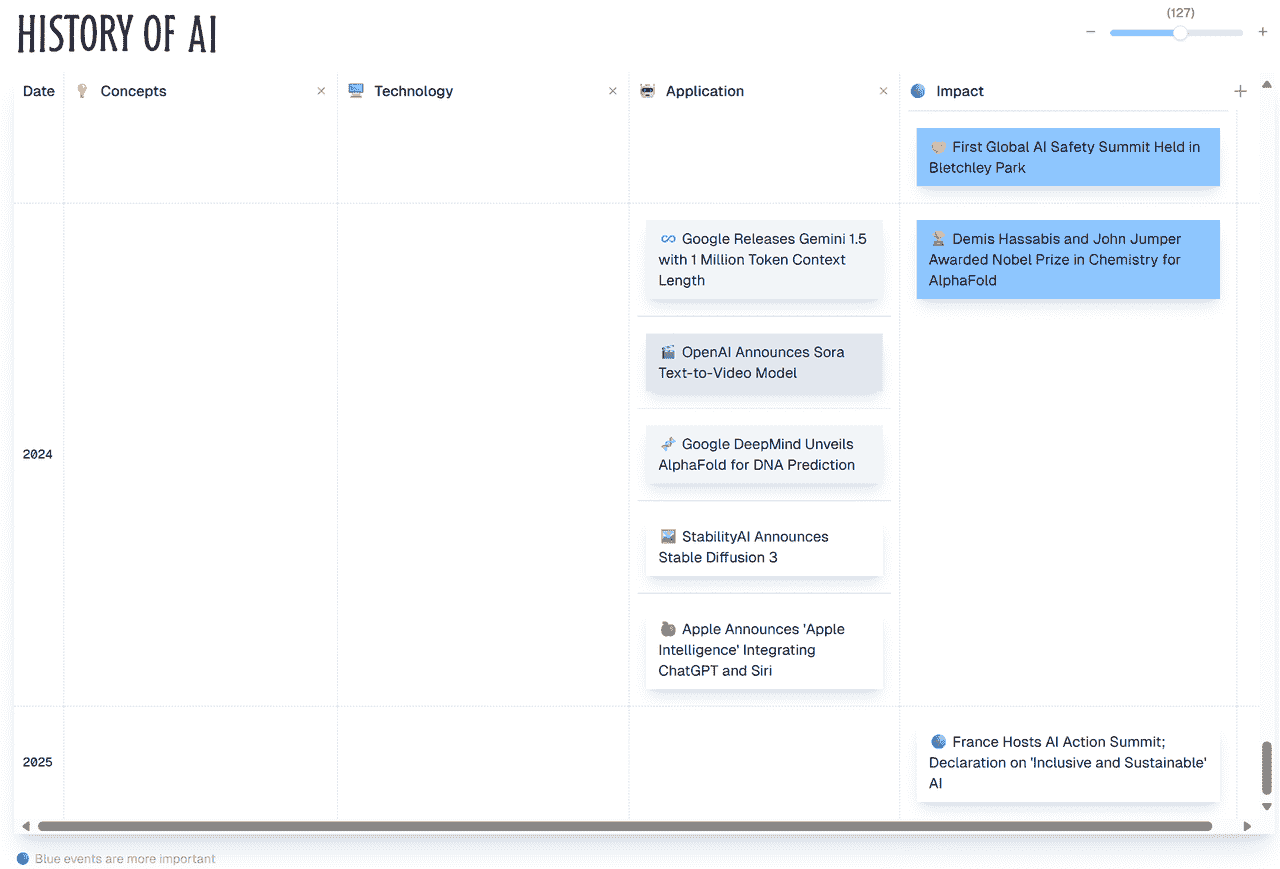 HISTORY OF AI
(127)
− +
Date Concepts × Technology × Application × Impact +
First Global AI Safety Summit Held in
Bletchley Park
Google Releases Gemini 1.5
with 1 Million Token Context
Length
Demis Hassabis and John Jumper
Awarded Nobel Prize in Chemistry for
AlphaFold
OpenAI Announces Sora
Text-to-Video Model
2024
Google DeepMind Unveils
AlphaFold for DNA Prediction
StabilityAI Announces
Stable Diffusion 3
Apple Announces 'Apple
Intelligence' Integrating
ChatGPT and Siri
2025
France Hosts AI Action Summit;
Declaration on 'Inclusive and Sustainable'
AI
Blue events are more important